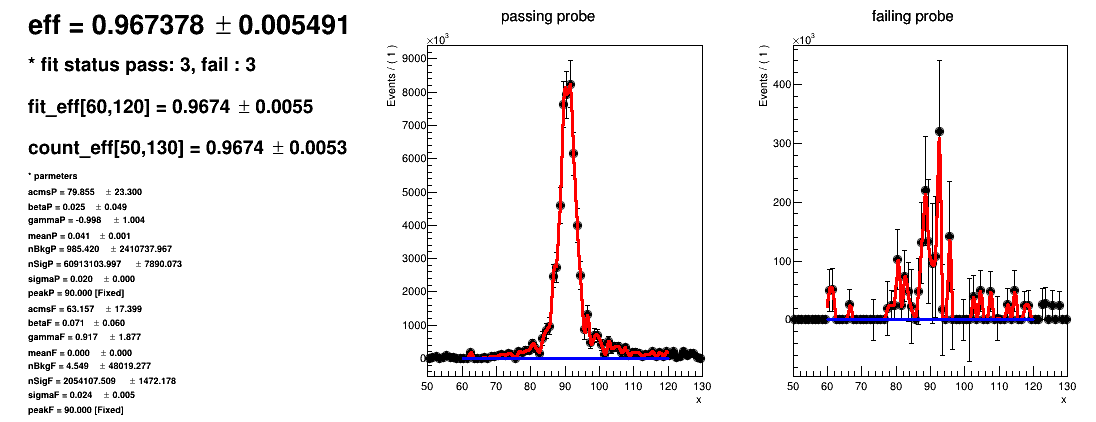 eff = 0.967378 ± 0.005491
* fit status pass: 3, fail : 3
fit_eff[60,120] = 0.9674 ± 0.0055
count_eff[50,130] = 0.9674 ± 0.0053
* parmeters
acmsP = 79.855 ± 23.300
betaP = 0.025 ± 0.049
gammaP = -0.998 ± 1.004
meanP = 0.041 ± 0.001
nBkgP = 985.420 ± 2410737.967
nSigP = 60913103.997 ± 7890.073
sigmaP = 0.020 ± 0.000
peakP = 90.000 [Fixed]
acmsF = 63.157 ± 17.399
betaF = 0.071 ± 0.060
gammaF = 0.917 ± 1.877
meanF = 0.000 ± 0.000
nBkgF = 4.549 ± 48019.277
nSigF = 2054107.509 ± 1472.178
sigmaF = 0.024 ± 0.005
peakF = 90.000 [Fixed]
passing probe
×10³
Events / ( 1 )
9000
8000
7000
6000
5000
4000
3000
2000
1000
0
50 60 70 80 90 100 110 120 130
x
failing probe
×10³
Events / ( 1 )
400
300
200
100
0
50 60 70 80 90 100 110 120 130
x